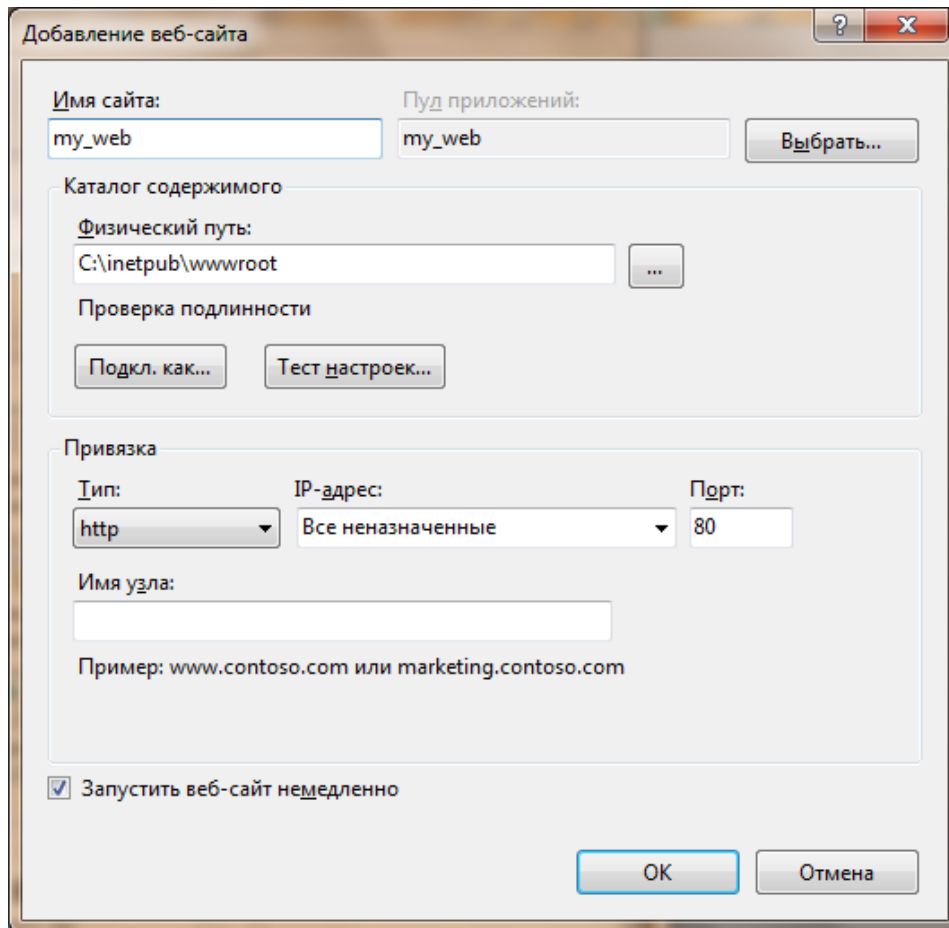 Добавление веб-сайта
Имя сайта: Пул приложений:
my_web my_web Выбрать...
Каталог содержимого
Физический путь:
C:\inetpub\wwwroot ...
Проверка подлинности
Подкл. как... Тест настроек...
Привязка
Тип: IP-адрес: Порт:
http Все неназначенные 80
Имя узла:
Пример: www.contoso.com или marketing.contoso.com
Запустить веб-сайт немедленно
ОК Отмена